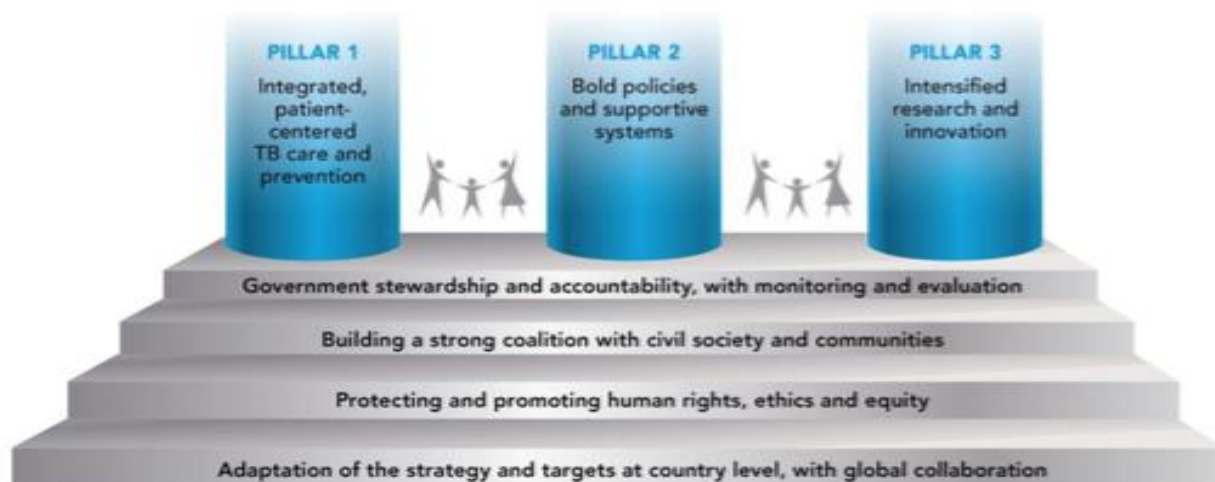 PILLAR 1
Integrated,
patient-
centered
TB care and
prevention
PILLAR 2
Bold policies
and supportive
systems
PILLAR 3
Intensified
research and
innovation
Government stewardship and accountability, with monitoring and evaluation
Building a strong coalition with civil society and communities
Protecting and promoting human rights, ethics and equity
Adaptation of the strategy and targets at country level, with global collaboration